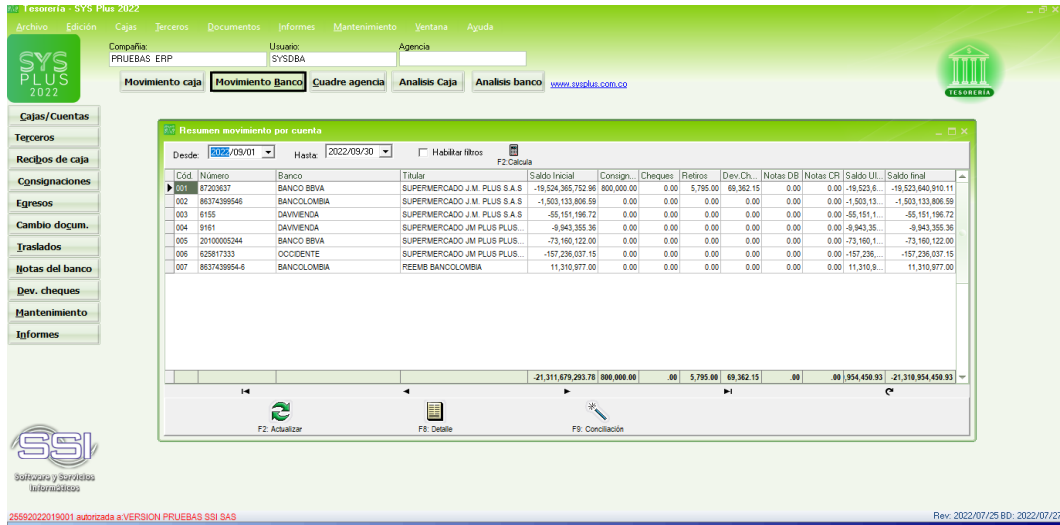 Tesorería - SYS Plus 2022
Archivo Edición Cajas Terceros Documentos Informes Mantenimiento Ventana Ayuda
Compañia: Usuario: Agencia
PRUEBAS ERP SYSDBA
SYS
PLUS
2022
Movimiento caja Movimiento Banco Cuadre agencia Analisis Caja Analisis banco www.sysplus.com.co
TESORERÍA
Cajas/Cuentas
Terceros
Recibos de caja
Consignaciones
Egresos
Cambio docum.
Traslados
Notas del banco
Dev. cheques
Mantenimiento
Informes
Resumen movimiento por cuenta
Desde: 2022/09/01 Hasta: 2022/09/30 Habilitar filtros F2:Calcula
Cód. Número Banco Titular Saldo Inicial Consign... Cheques Retiros Dev.Ch... Notas DB Notas CR Saldo Ul... Saldo final
001 87203637 BANCO BBVA SUPERMERCADO J.M. PLUS S.A.S -19,524,365,752.96 800,000.00 0.00 5,795.00 69,362.15 0.00 0.00 -19,523,6... -19,523,640,910.11
002 86374399546 BANCOLOMBIA SUPERMERCADO J.M. PLUS S.A.S -1,503,133,806.59 0.00 0.00 0.00 0.00 0.00 0.00 -1,503,13... -1,503,133,806.59
003 6155 DAVIVIENDA SUPERMERCADO J.M. PLUS S.A.S -55,151,196.72 0.00 0.00 0.00 0.00 0.00 0.00 -55,151,1... -55,151,196.72
004 9161 DAVIVIENDA SUPERMERCADO JM PLUS PLUS... -9,943,355.36 0.00 0.00 0.00 0.00 0.00 0.00 -9,943,35... -9,943,355.36
005 20100005244 BANCO BBVA SUPERMERCADO JM PLUS PLUS... -73,160,122.00 0.00 0.00 0.00 0.00 0.00 0.00 -73,160,1... -73,160,122.00
006 625817333 OCCIDENTE SUPERMERCADO JM PLUS PLUS... -157,236,037.15 0.00 0.00 0.00 0.00 0.00 0.00 -157,236,... -157,236,037.15
007 8637439954-6 BANCOLOMBIA REEMB BANCOLOMBIA 11,310,977.00 0.00 0.00 0.00 0.00 0.00 0.00 11,310,9... 11,310,977.00
-21,311,679,293.78 800,000.00 .00 5,795.00 69,362.15 .00 .00 ,954,450.93 -21,310,954,450.93
F2: Actualizar F8: Detalle F9: Conciliación
SSI
Software y Servicios
Informáticos
25592022019001 autorizada a:VERSION PRUEBAS SSI SAS
Rev: 2022/07/25 BD: 2022/07/27